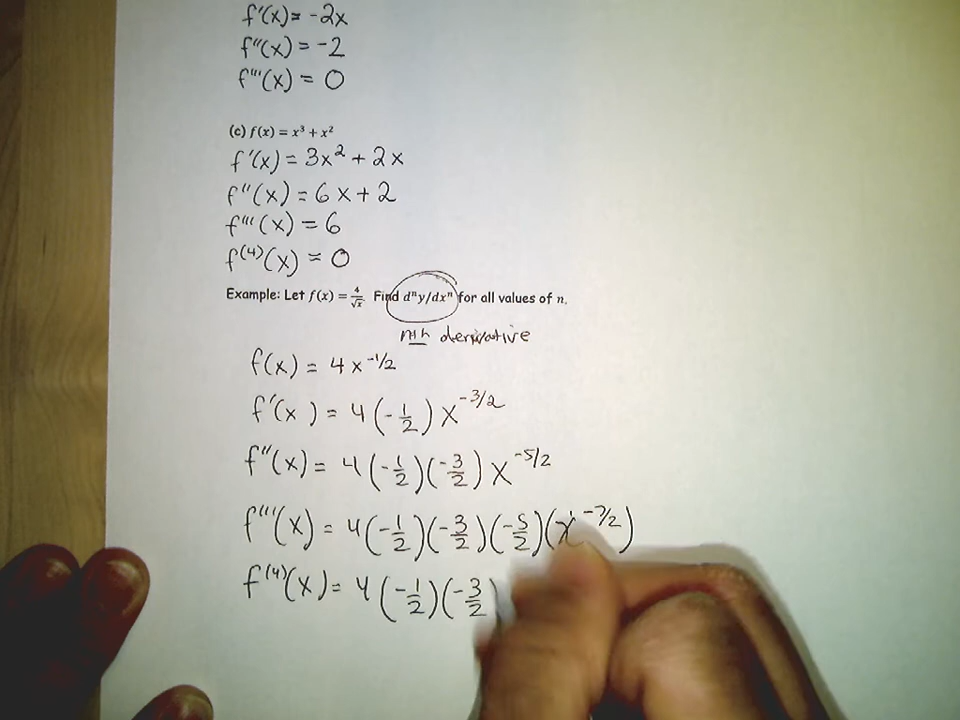 f'(x) = -2x
f''(x) = -2
f'''(x) = 0
(c) f(x) = x³ + x²
f'(x) = 3x² + 2x
f''(x) = 6x + 2
f'''(x) = 6
f⁽⁴⁾(x) = 0
Example: Let f(x) = 4/√x. Find dⁿy/dxⁿ for all values of n.
nth derivative
f(x) = 4x^-1/2
f'(x) = 4(-1/2)x^-3/2
f''(x) = 4(-1/2)(-3/2)x^-5/2
f'''(x) = 4(-1/2)(-3/2)(-5/2)(x^-7/2)
f⁽⁴⁾(x) = 4(-1/2)(-3/2)